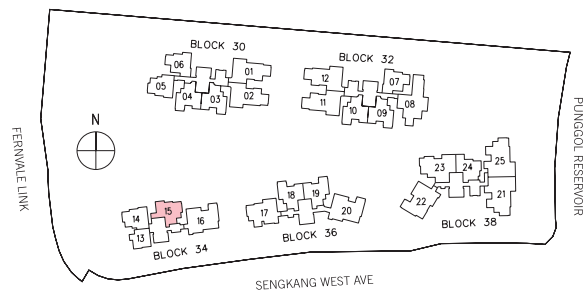 BLOCK 30
BLOCK 32
06
01
05
04
03
02
12
07
11
10
09
08
N
FERNVALE LINK
PUNGGOL RESERVOIR
23
24
25
22
21
BLOCK 38
14
15
16
13
BLOCK 34
18
19
17
20
BLOCK 36
SENGKANG WEST AVE